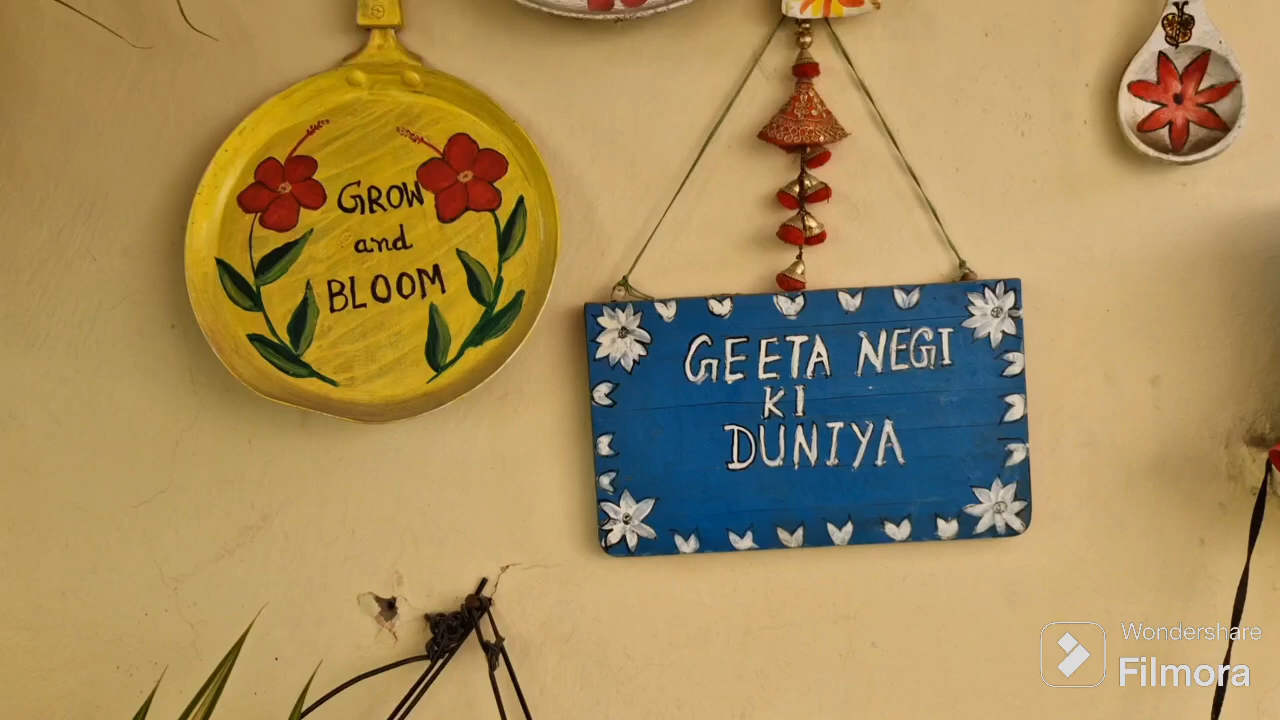 GROW
and
BLOOM
GEETA NEGI
KI
DUNIYA
Wondershare
Filmora